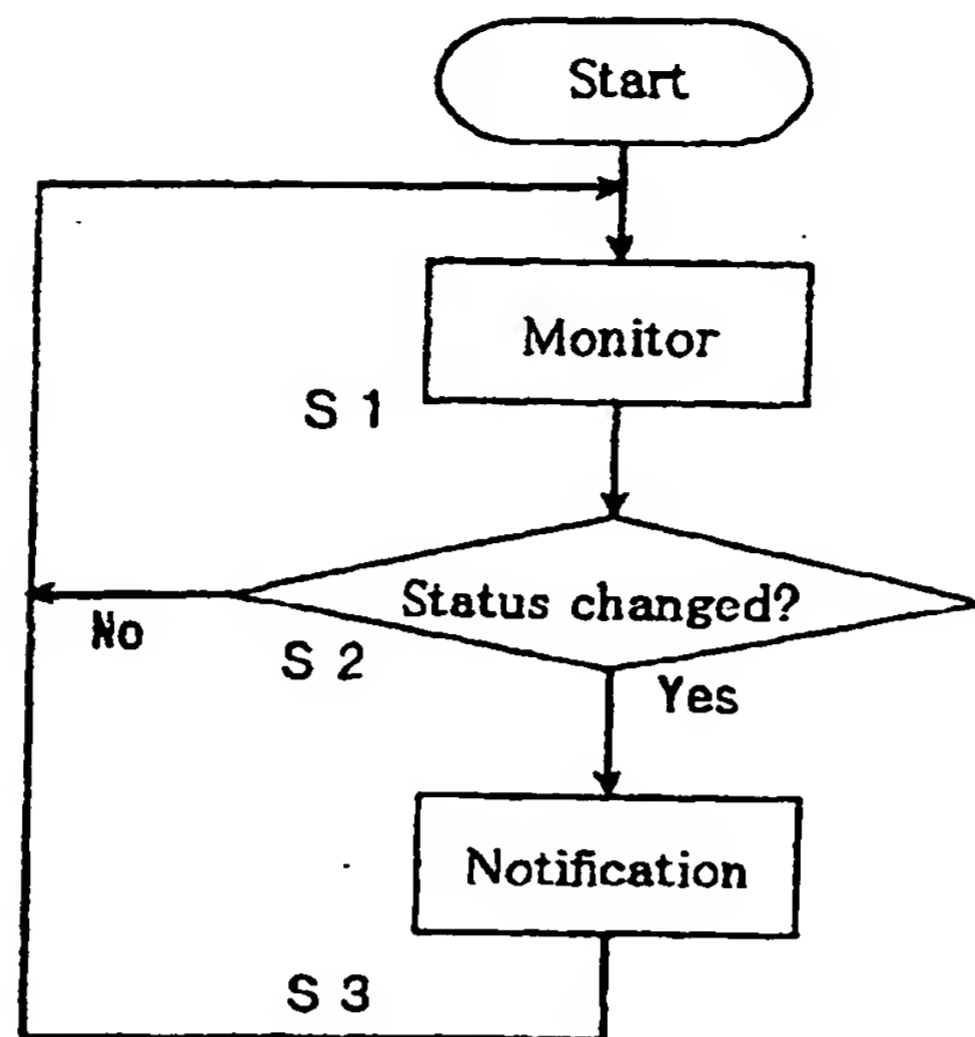 Start
Monitor
S 1
Status changed?
No
S 2
Yes
Notification
S 3